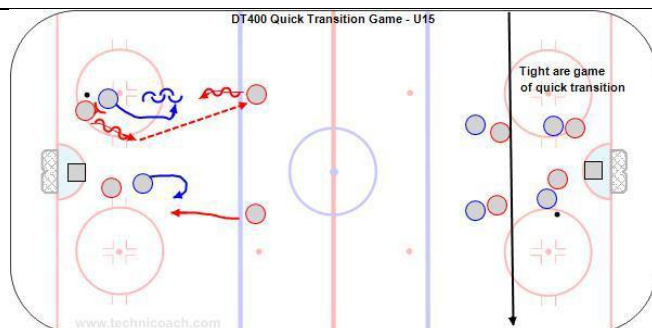 DT400 Quick Transition Game - U15
Tight are game
of quick transition
www.technicoach.com